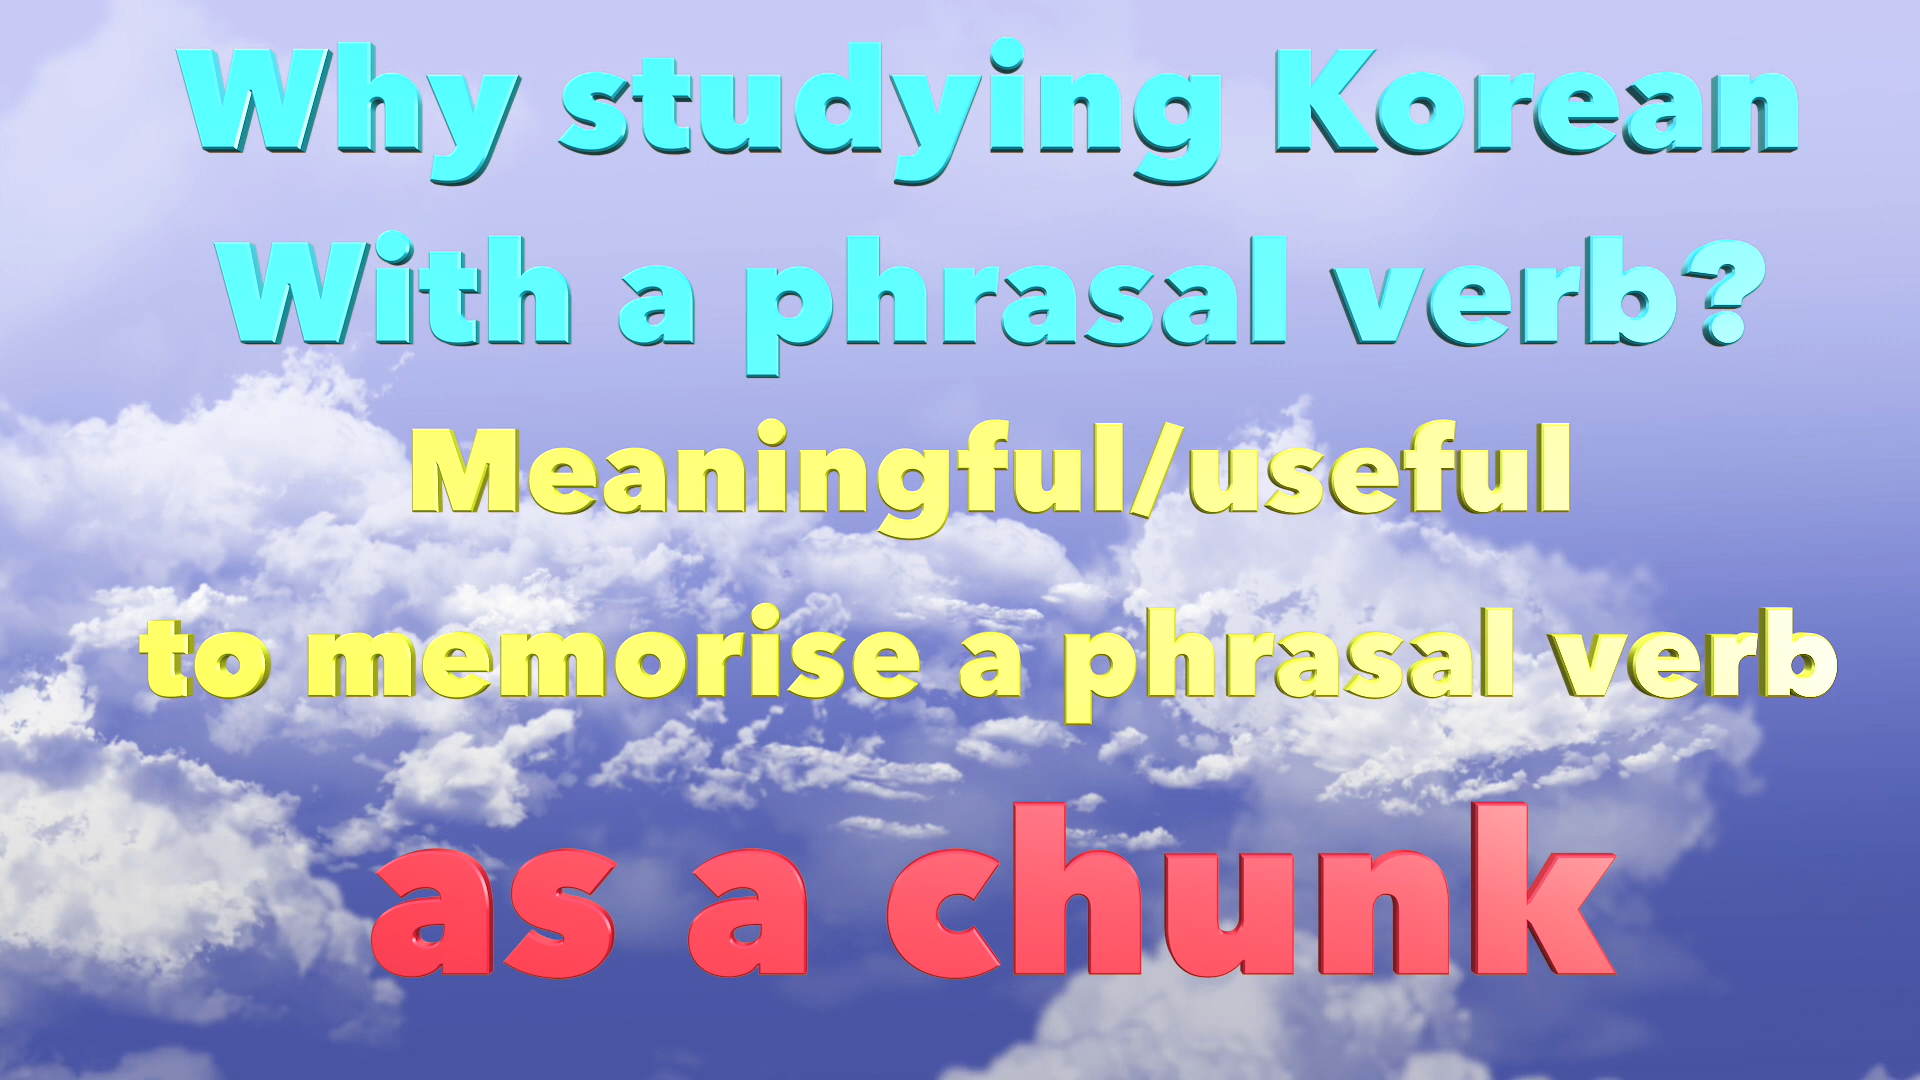 Why studying Korean
With a phrasal verb?
Meaningful/useful
to memorise a phrasal verb
as a chunk